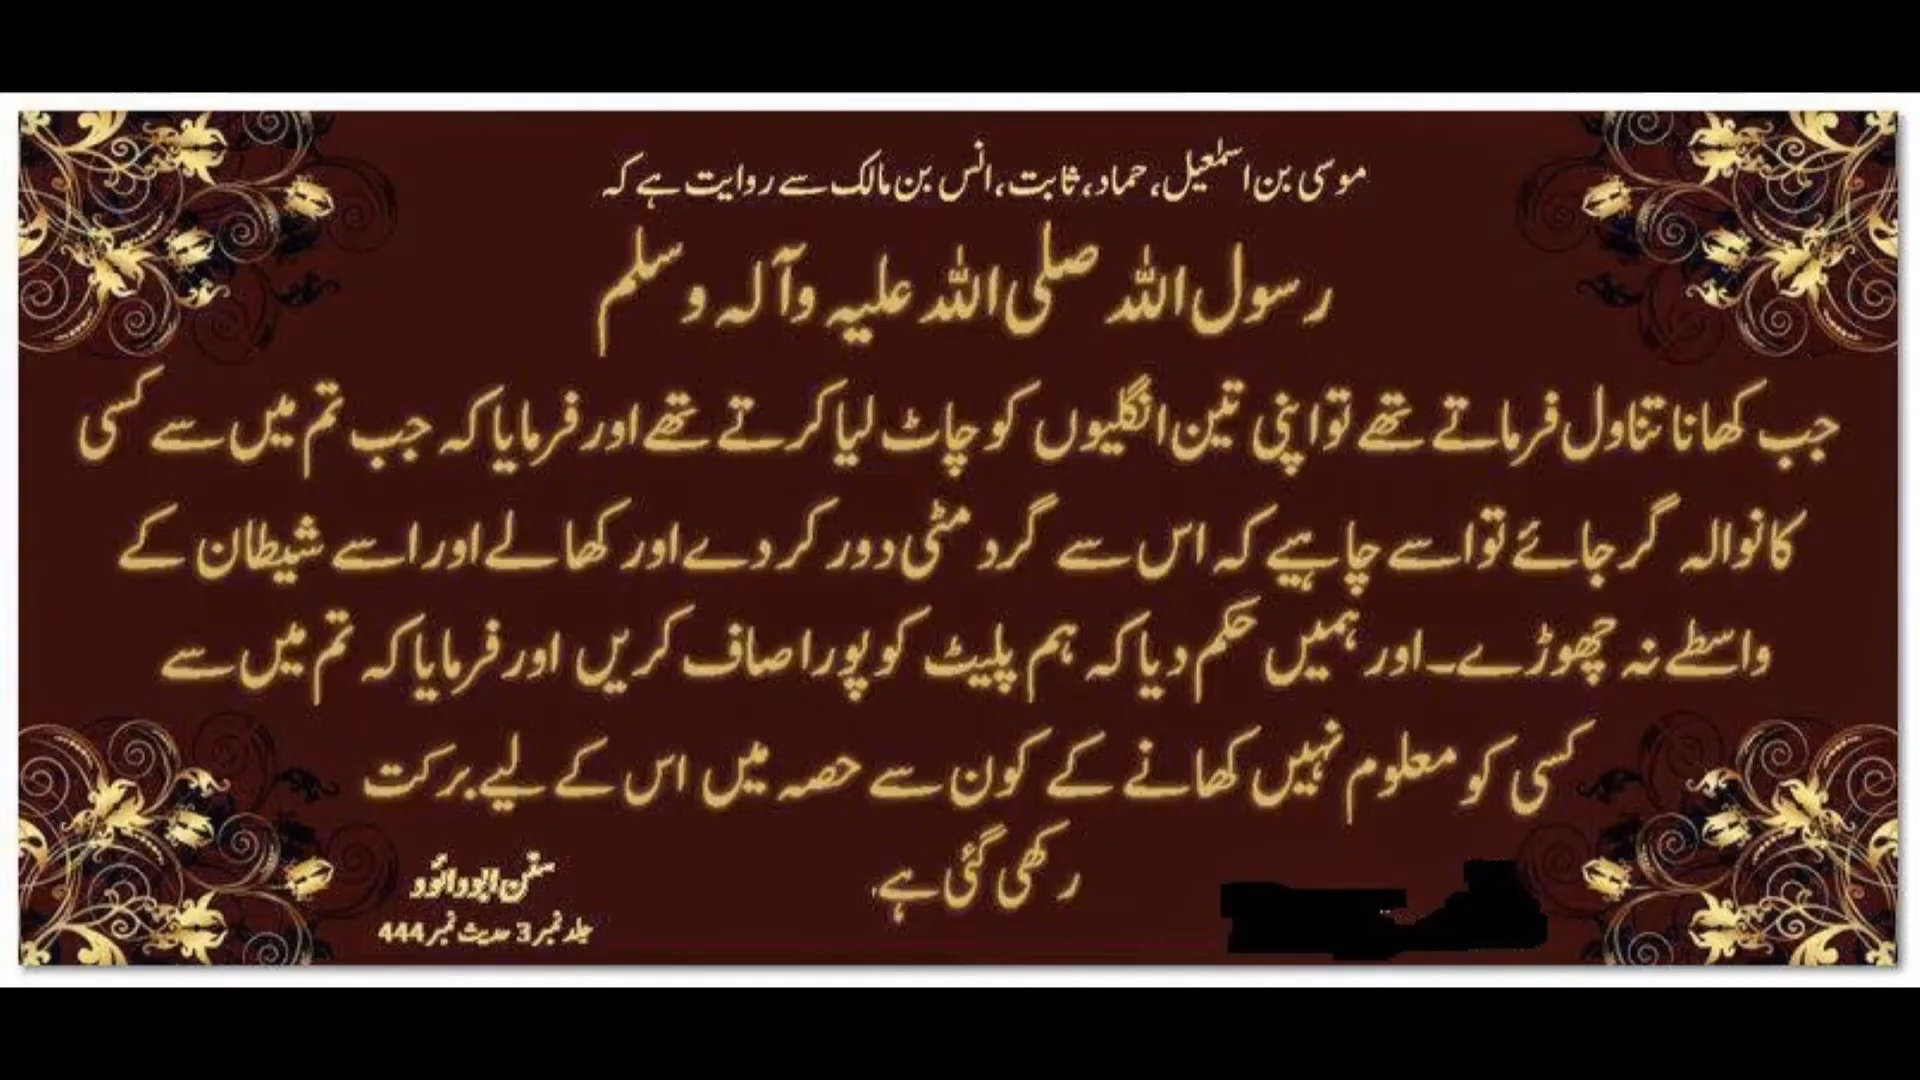 موسی بن اسمٰعیل، حماد، ثابت، انس بن مالک سے روایت ہے کہ
رسول اللہ صلی اللہ علیہ وآلہ وسلم
جب کھانا تناول فرماتے تھے تو اپنی تین انگلیوں کو چاٹ لیا کرتے تھے اور فرمایا کہ جب تم میں سے کسی
کا نوالہ گر جائے تو اسے چاہیے کہ اس سے گرد مٹی دور کر دے اور کھا لے اور اسے شیطان کے
واسطے نہ چھوڑے۔ اور ہمیں حکم دیا کہ ہم پلیٹ کو پورا صاف کریں اور فرمایا کہ تم میں سے
کسی کو معلوم نہیں کھانے کے کون سے حصہ میں اس کے لیے برکت
رکھی گئی ہے۔
سنن ابوداؤد
جلد نمبر 3 حدیث نمبر 444